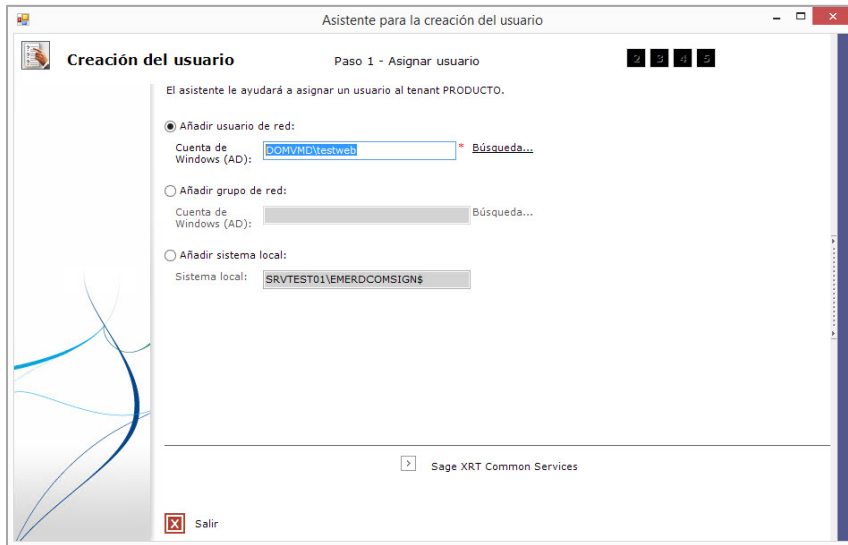 Asistente para la creación del usuario
Creación del usuario
Paso 1 - Asignar usuario
2 3 4 5
El asistente le ayudará a asignar un usuario al tenant PRODUCTO.
Añadir usuario de red:
Cuenta de
Windows (AD):
DOMVMD\testweb
* Búsqueda...
Añadir grupo de red:
Cuenta de
Windows (AD):
Búsqueda...
Añadir sistema local:
Sistema local:
SRVTEST01\EMERDCOMSIGN$
Sage XRT Common Services
Salir